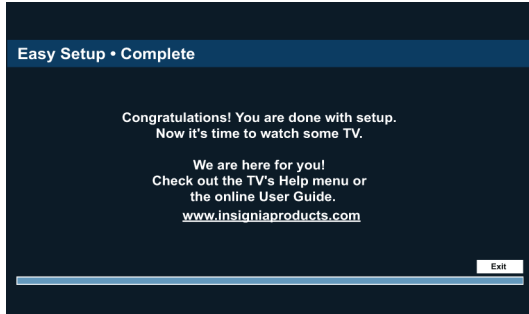 Easy Setup • Complete
Congratulations! You are done with setup.
Now it's time to watch some TV.
We are here for you!
Check out the TV's Help menu or
the online User Guide.
www.insigniaproducts.com
Exit